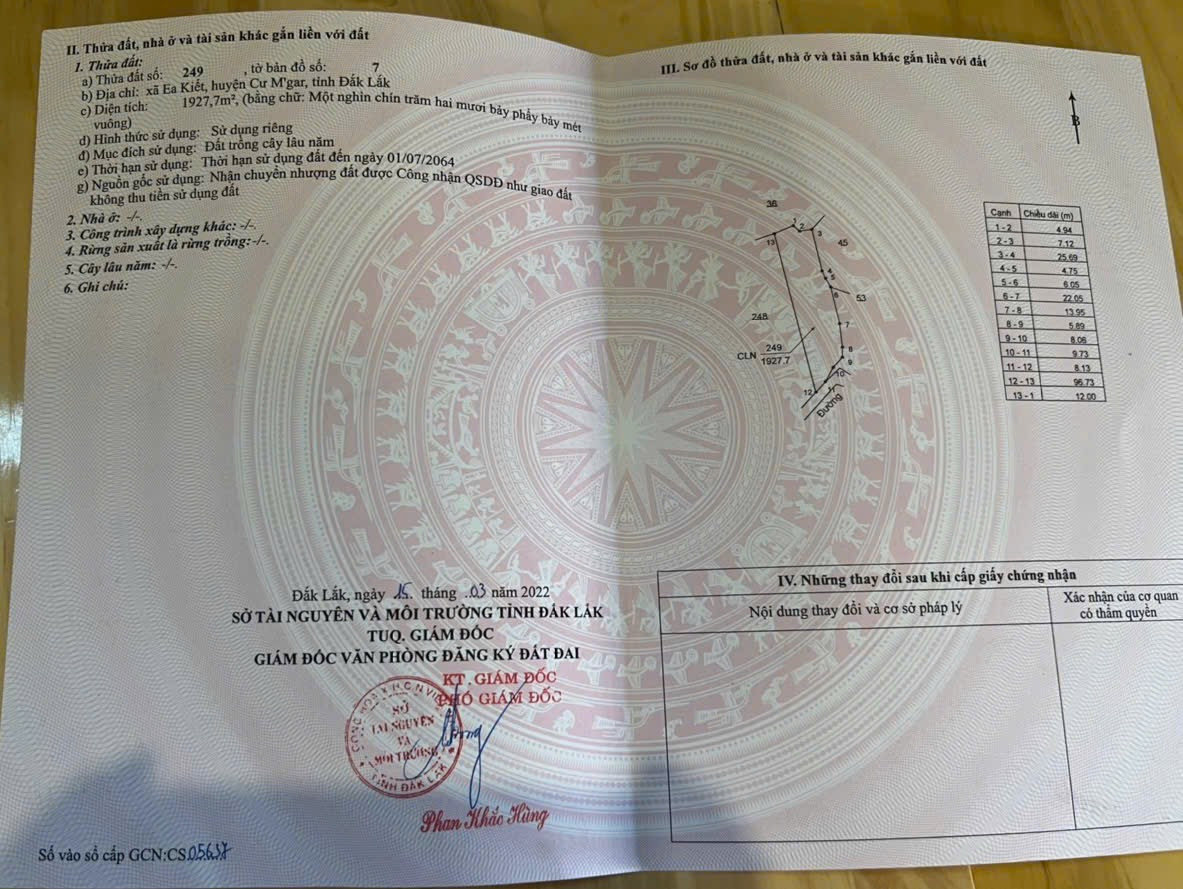 II. Thửa đất, nhà ở và tài sản khác gắn liền với đất
1. Thửa đất:
a) Thửa đất số: 249 , tờ bản đồ số: 7
b) Địa chỉ: xã Ea Kiết, huyện Cư M'gar, tỉnh Đắk Lắk
c) Diện tích: 1927,7m², (bằng chữ: Một nghìn chín trăm hai mươi bảy phẩy bảy mét
vuông)
d) Hình thức sử dụng: Sử dụng riêng
đ) Mục đích sử dụng: Đất trồng cây lâu năm
e) Thời hạn sử dụng: Thời hạn sử dụng đất đến ngày 01/07/2064
g) Nguồn gốc sử dụng: Nhận chuyển nhượng đất được Công nhận QSDĐ như giao đất
không thu tiền sử dụng đất
2. Nhà ở: -/-.
3. Công trình xây dựng khác: -/-.
4. Rừng sản xuất là rừng trồng: -/-.
5. Cây lâu năm: -/-.
6. Ghi chú:
Đắk Lắk, ngày 15 tháng .03 năm 2022
SỞ TÀI NGUYÊN VÀ MÔI TRƯỜNG TỈNH ĐẮK LẮK
TUQ. GIÁM ĐỐC
GIÁM ĐỐC VĂN PHÒNG ĐĂNG KÝ ĐẤT ĐAI
KT. GIÁM ĐỐC
PHÓ GIÁM ĐỐC
SỞ
TÀI NGUYÊN
VÀ
MÔI TRƯỜNG
TỈNH ĐẮK LẮK
Phan Khắc Hùng
Số vào sổ cấp GCN:CS
III. Sơ đồ thửa đất, nhà ở và tài sản khác gắn liền với đất
B
36
1
2
3
13
45
4
5
6
53
248
7
CLN 249
1927.7
8
9
10
12
Đường
Cạnh Chiều dài (m)
1 - 2 4.94
2 - 3 7.12
3 - 4 25.69
4 - 5 4.75
5 - 6 6.05
6 - 7 22.05
7 - 8 13.95
8 - 9 5.89
9 - 10 8.06
10 - 11 9.73
11 - 12 8.13
12 - 13 96.73
13 - 1 12.00
IV. Những thay đổi sau khi cấp giấy chứng nhận
Nội dung thay đổi và cơ sở pháp lý
Xác nhận của cơ quan
có thẩm quyền